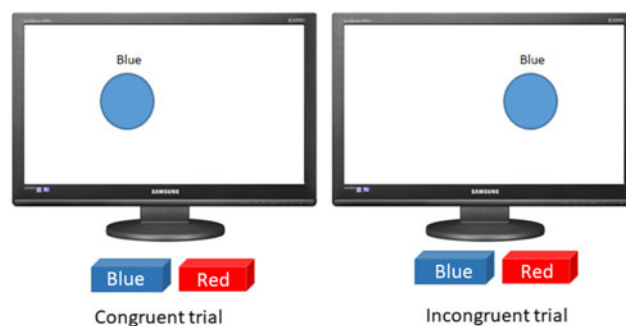 Blue
Blue
SAMSUNG
SAMSUNG
Blue
Red
Blue
Red
Congruent trial
Incongruent trial